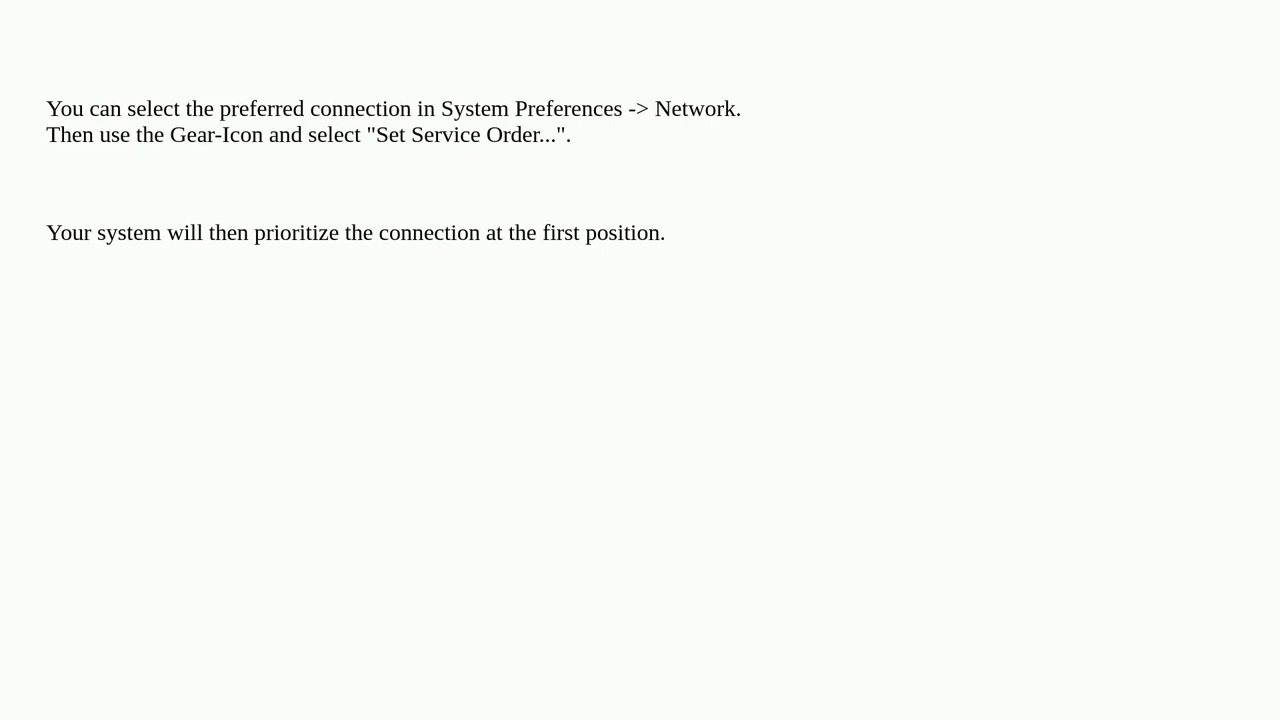 You can select the preferred connection in System Preferences -> Network.
Then use the Gear-Icon and select "Set Service Order...".
Your system will then prioritize the connection at the first position.